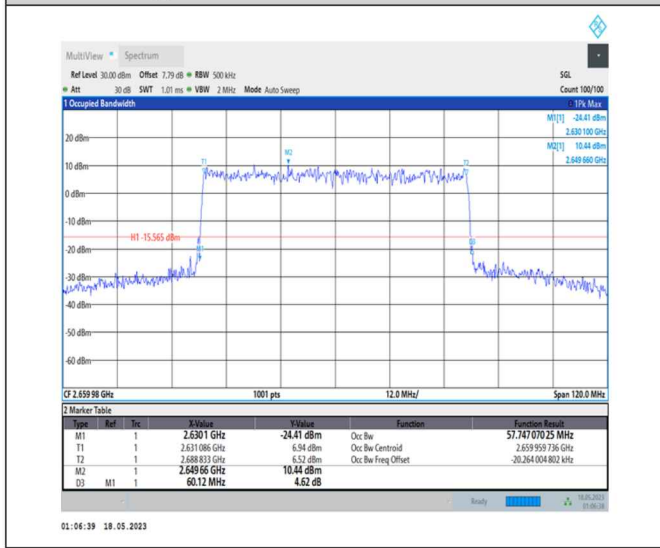 MultiView Spectrum
Ref Level 30.00 dBm Offset 7.79 dB RBW 500 kHz SGL
Att 30 dB SWT 1.01 ms VBW 2 MHz Mode Auto Sweep Count 100/100
1 Occupied Bandwidth 1Pk Max
M1[1] -24.41 dBm
2.630 100 GHz
M2[1] 10.44 dBm
2.649 660 GHz
20 dBm
M2
T1 T2
10 dBm
0 dBm
-10 dBm
H1 -15.565 dBm
-20 dBm
D3
-30 dBm
-40 dBm
-50 dBm
-60 dBm
CF 2.659 98 GHz 1001 pts 12.0 MHz/ Span 120.0 MHz
2 Marker Table
Type Ref Trc X-Value Y-Value Function Function Result
M1 1 2.6301 GHz -24.41 dBm Occ Bw 57.747 070 25 MHz
T1 1 2.631 086 GHz 6.94 dBm Occ Bw Centroid 2.659 959 736 GHz
T2 1 2.688 833 GHz 6.52 dBm Occ Bw Freq Offset -20.264 004 802 kHz
M2 1 2.649 66 GHz 10.44 dBm
D3 M1 1 60.12 MHz 4.62 dB
Ready 18.05.2023
01:06:38
01:06:39 18.05.2023